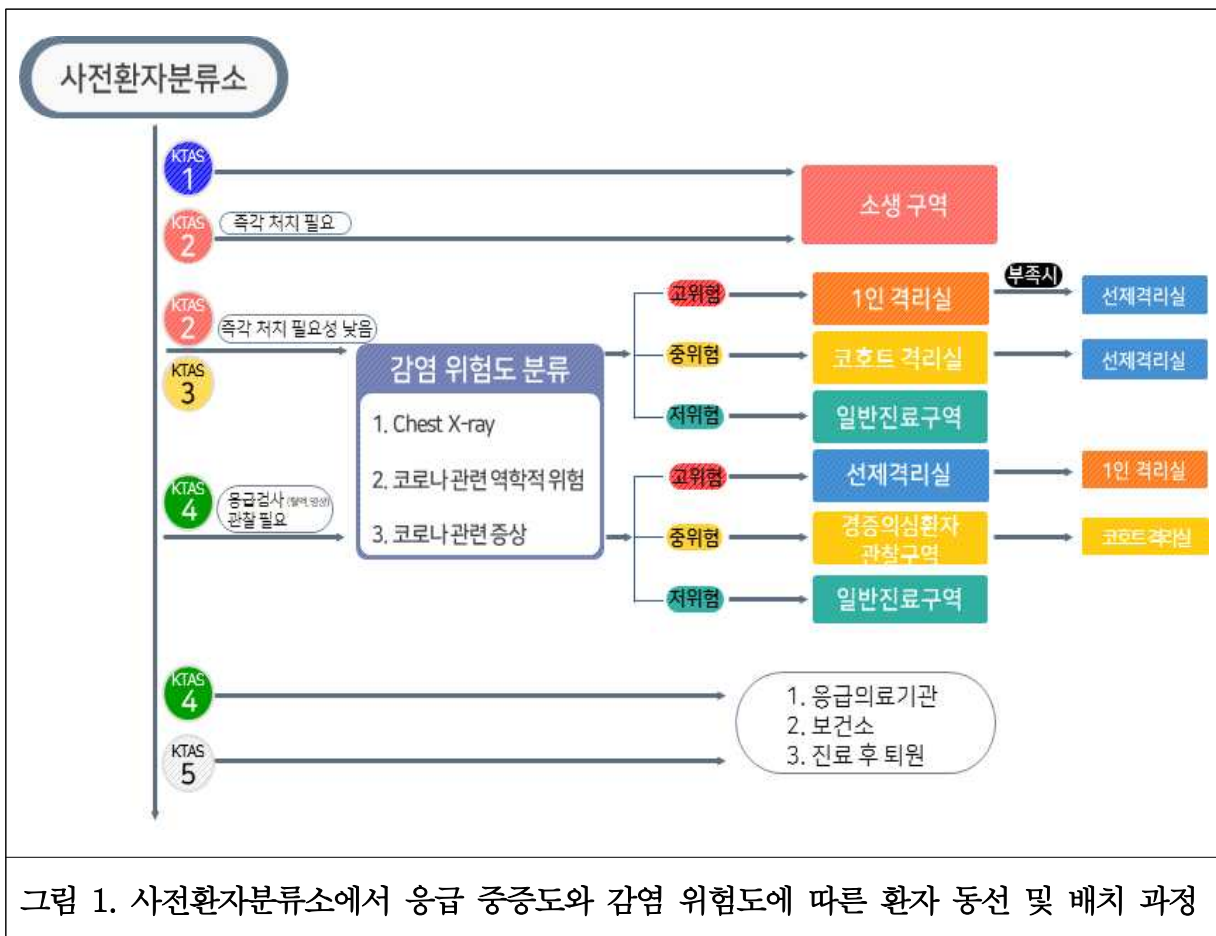 사전환자분류소
KTAS
1
소생 구역
KTAS
2
즉각 처치 필요
KTAS
2
즉각 처치 필요성 낮음
KTAS
3
감염 위험도 분류
1. Chest X-ray
2. 코로나 관련 역학적 위험
3. 코로나 관련 증상
고위험
1인 격리실
부족시
선제격리실
중위험
코호트 격리실
선제격리실
저위험
일반진료구역
KTAS
4
응급검사 (혈액, 영상)
관찰 필요
고위험
선제격리실
1인 격리실
중위험
경증의심환자
관찰구역
코호트 격리실
저위험
일반진료구역
KTAS
4
KTAS
5
1. 응급의료기관
2. 보건소
3. 진료 후 퇴원
그림 1. 사전환자분류소에서 응급 중증도와 감염 위험도에 따른 환자 동선 및 배치 과정